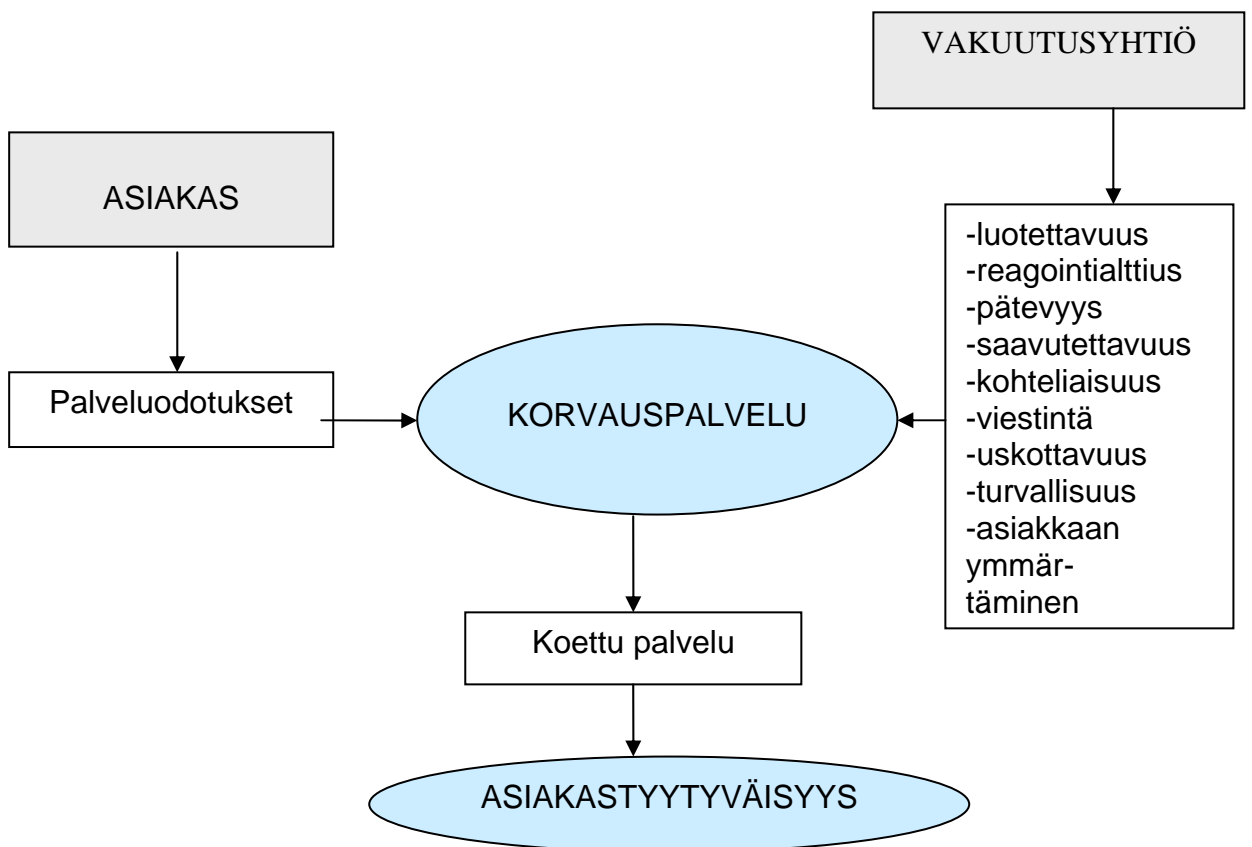 VAKUUTUSYHTIÖ
ASIAKAS
-luotettavuus
-reagointialttius
-pätevyys
-saavutettavuus
-kohteliaisuus
-viestintä
-uskottavuus
-turvallisuus
-asiakkaan
ymmär-
täminen
Palveluodotukset
KORVAUSPALVELU
Koettu palvelu
ASIAKASTYYTYVÄISYYS